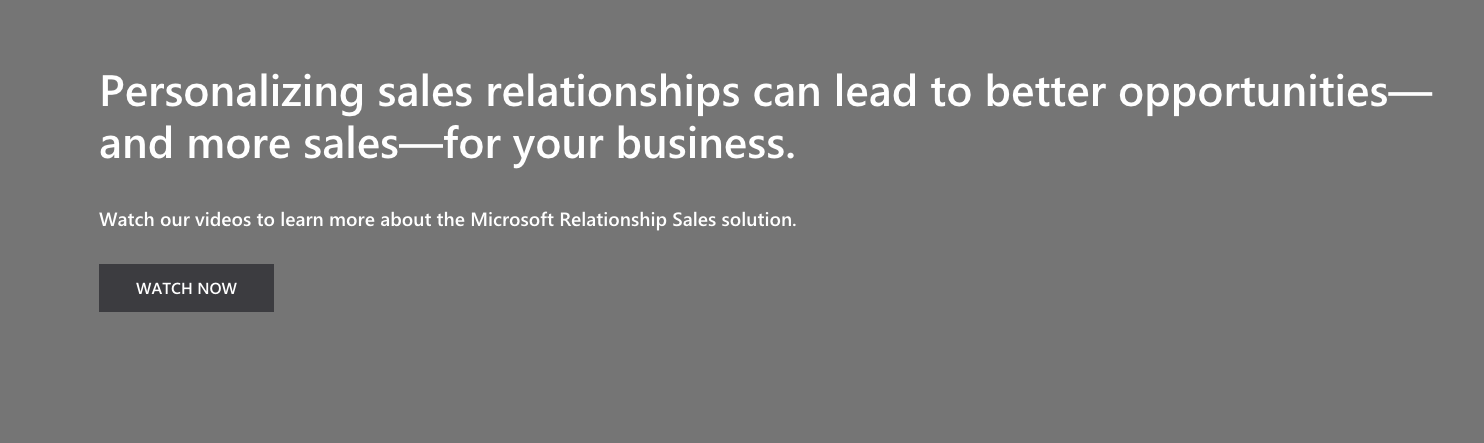 Personalizing sales relationships can lead to better opportunities—
and more sales—for your business.
Watch our videos to learn more about the Microsoft Relationship Sales solution.
WATCH NOW